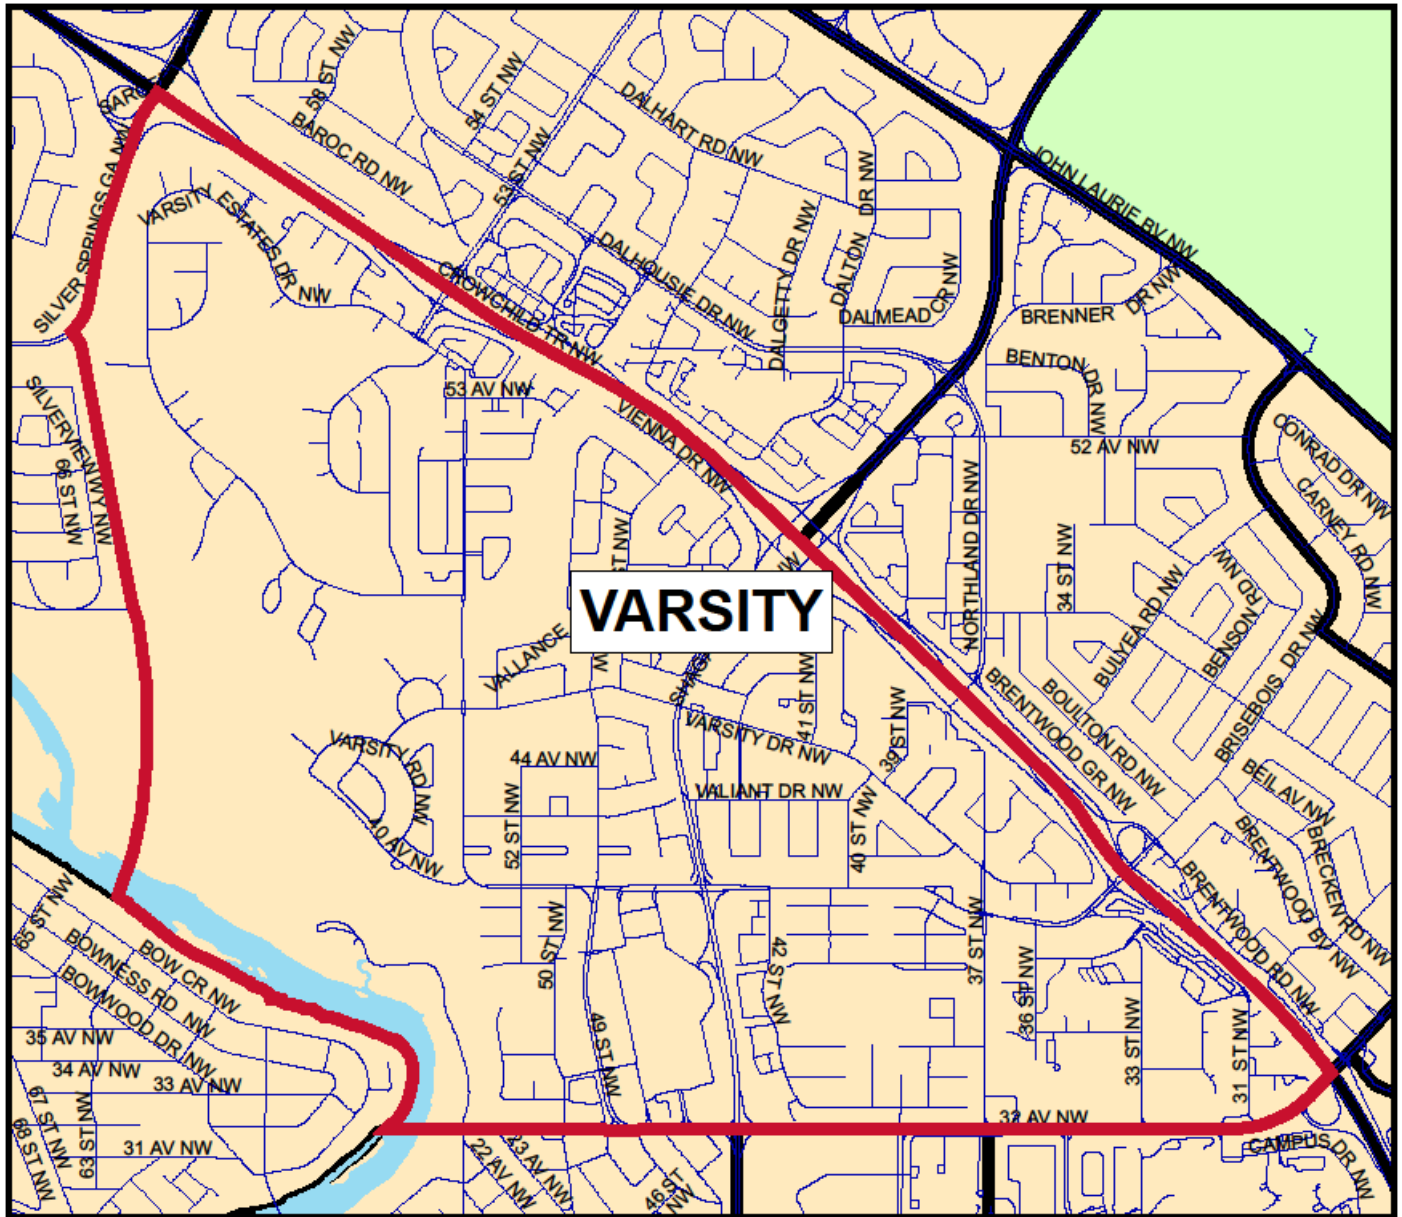 58 ST NW
54 ST NW
53 ST NW
BAROC RD NW
DALHART RD NW
JOHN LAURIE BV NW
SILVER SPRINGS GA NW
VARSITY ESTATES DR NW
CROWCHILD TR NW
DALHOUSIE DR NW
DALGETTY DR NW
DALTON DR NW
DALMEAD CR NW
BRENNER DR NW
BENTON DR NW
53 AV NW
VIENNA DR NW
52 AV NW
CONRAD DR NW
CARNEY RD NW
SILVERVIEW WY NW
66 ST NW
NORTHLAND DR NW
34 ST NW
ST NW
NW
VARSITY
BULYEA RD NW
BENSON RD NW
BRISEBOIS DR NW
VALLANCE
NW
SHAG
41 ST NW
39 ST NW
BRENTWOOD GR NW
BOULTON RD NW
VARSITY DR NW
VARSITY RD NW
44 AV NW
VALIANT DR NW
52 ST NW
40 AV NW
40 ST NW
BEIL AV NW
BRECKEN RD NW
BRENTWOOD BV NW
BRENTWOOD RD NW
65 ST NW
BOW CR NW
BOWNESS RD NW
BOWWOOD DR NW
50 ST NW
42 ST NW
37 ST NW
36 ST NW
33 ST NW
31 ST NW
49 ST NW
35 AV NW
34 AV NW
33 AV NW
67 ST NW
68 ST NW
63 ST NW
31 AV NW
32 AV NW
CAMPUS DR NW
23 AV NW
22 AV NW
46 ST NW